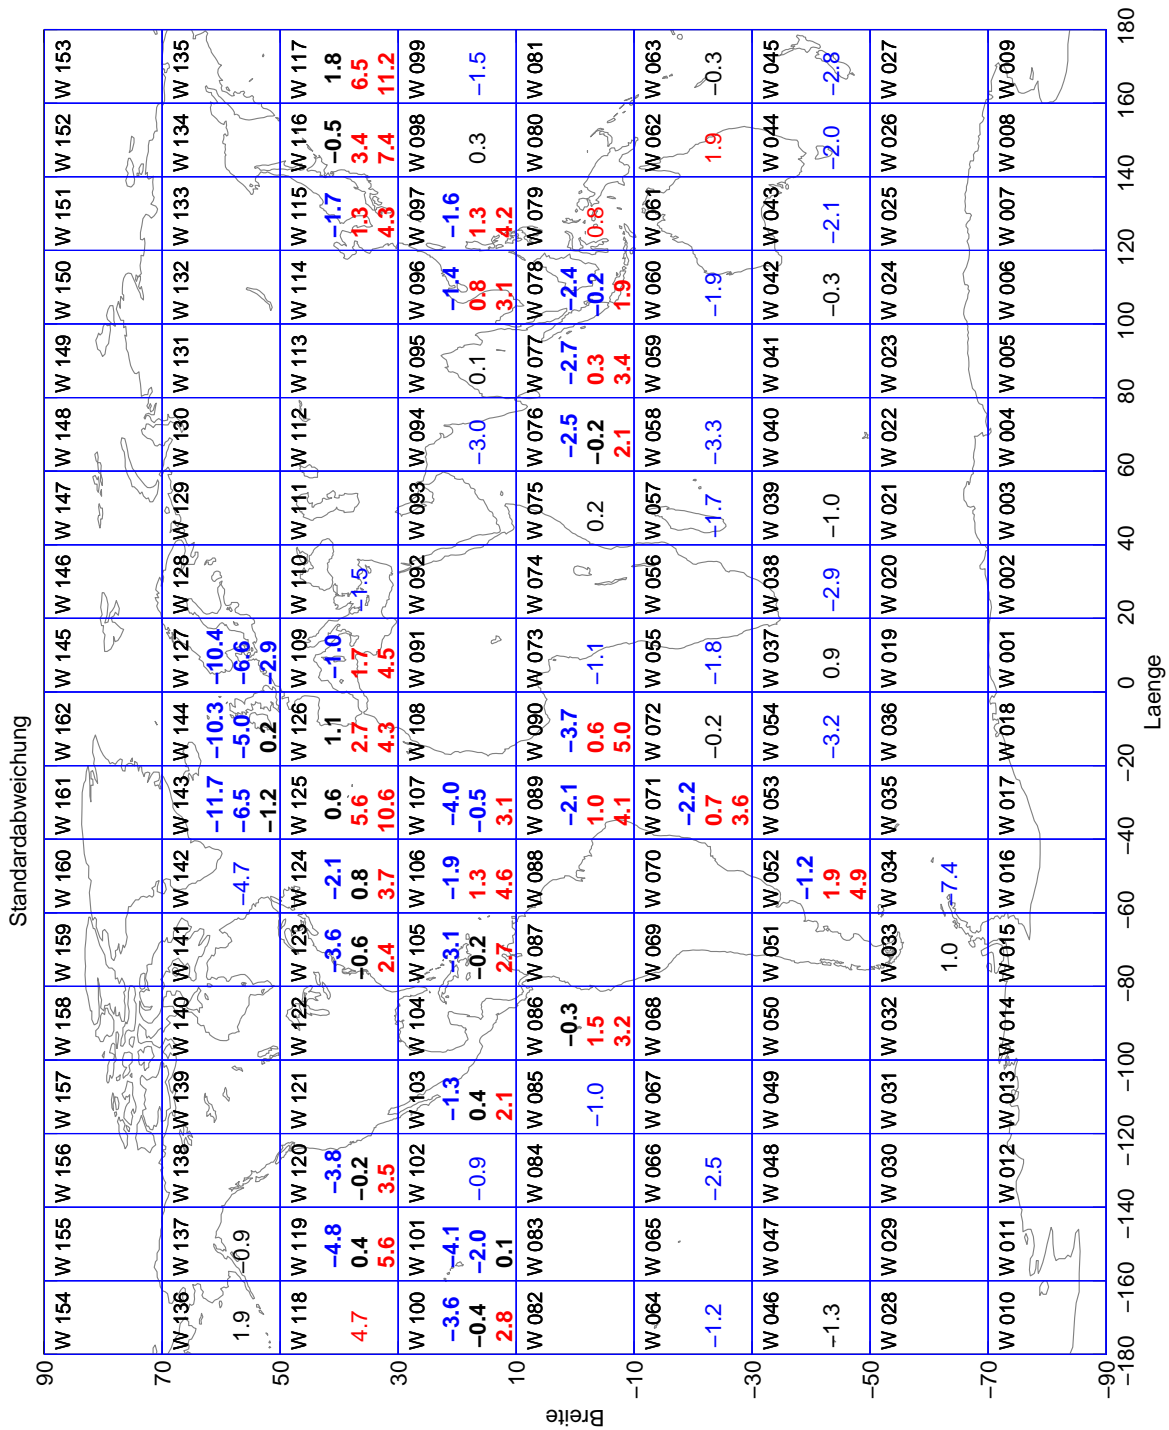 Standardabweichung
90
W 154 W 155 W 156 W 157 W 158 W 159 W 160 W 161 W 162 W 145 W 146 W 147 W 148 W 149 W 150 W 151 W 152 W 153
70
W 136 W 137 W 138 W 139 W 140 W 141 W 142 W 143 W 144 W 127 W 128 W 129 W 130 W 131 W 132 W 133 W 134 W 135
−11.7 −10.3 −10.4
1.9 −0.9 −4.7 −6.5 −5.0 −6.6
−1.2 0.2 −2.9
50
W 118 W 119 W 120 W 121 W 122 W 123 W 124 W 125 W 126 W 109 W 110 W 111 W 112 W 113 W 114 W 115 W 116 W 117
−4.8 −3.8 −3.6 −2.1 0.6 1.1 −1.0 −1.7 −0.5 1.8
4.7 0.4 −0.2 −0.6 0.8 5.6 2.7 1.7 −1.5 1.3 3.4 6.5
5.6 3.5 2.4 3.7 10.6 4.3 4.5 4.3 7.4 11.2
30
W 100 W 101 W 102 W 103 W 104 W 105 W 106 W 107 W 108 W 091 W 092 W 093 W 094 W 095 W 096 W 097 W 098 W 099
−3.6 −4.1 −1.3 −3.1 −1.9 −4.0 −1.4 −1.6
−0.4 −2.0 −0.9 0.4 −0.2 1.3 −0.5 −3.0 0.1 0.8 1.3 0.3 −1.5
2.8 0.1 2.1 2.7 4.6 3.1 3.1 4.2
10
W 082 W 083 W 084 W 085 W 086 W 087 W 088 W 089 W 090 W 073 W 074 W 075 W 076 W 077 W 078 W 079 W 080 W 081
−0.3 −2.1 −3.7 −2.5 −2.7 −2.4
−1.0 1.5 1.0 0.6 −1.1 0.2 −0.2 0.3 −0.2 0.8
3.2 4.1 5.0 2.1 3.4 1.9
−10
W 064 W 065 W 066 W 067 W 068 W 069 W 070 W 071 W 072 W 055 W 056 W 057 W 058 W 059 W 060 W 061 W 062 W 063
−2.2
−1.2 −2.5 0.7 −0.2 −1.8 −1.7 −3.3 −1.9 1.9 −0.3
3.6
−30
W 046 W 047 W 048 W 049 W 050 W 051 W 052 W 053 W 054 W 037 W 038 W 039 W 040 W 041 W 042 W 043 W 044 W 045
−1.2
−1.3 1.9 −3.2 0.9 −2.9 −1.0 −0.3 −2.1 −2.0 −2.8
4.9
−50
W 028 W 029 W 030 W 031 W 032 W 033 W 034 W 035 W 036 W 019 W 020 W 021 W 022 W 023 W 024 W 025 W 026 W 027
1.0 −7.4
−70
W 010 W 011 W 012 W 013 W 014 W 015 W 016 W 017 W 018 W 001 W 002 W 003 W 004 W 005 W 006 W 007 W 008 W 009
−90
−180 −160 −140 −120 −100 −80 −60 −40 −20 0 20 40 60 80 100 120 140 160 180
Laenge
Breite